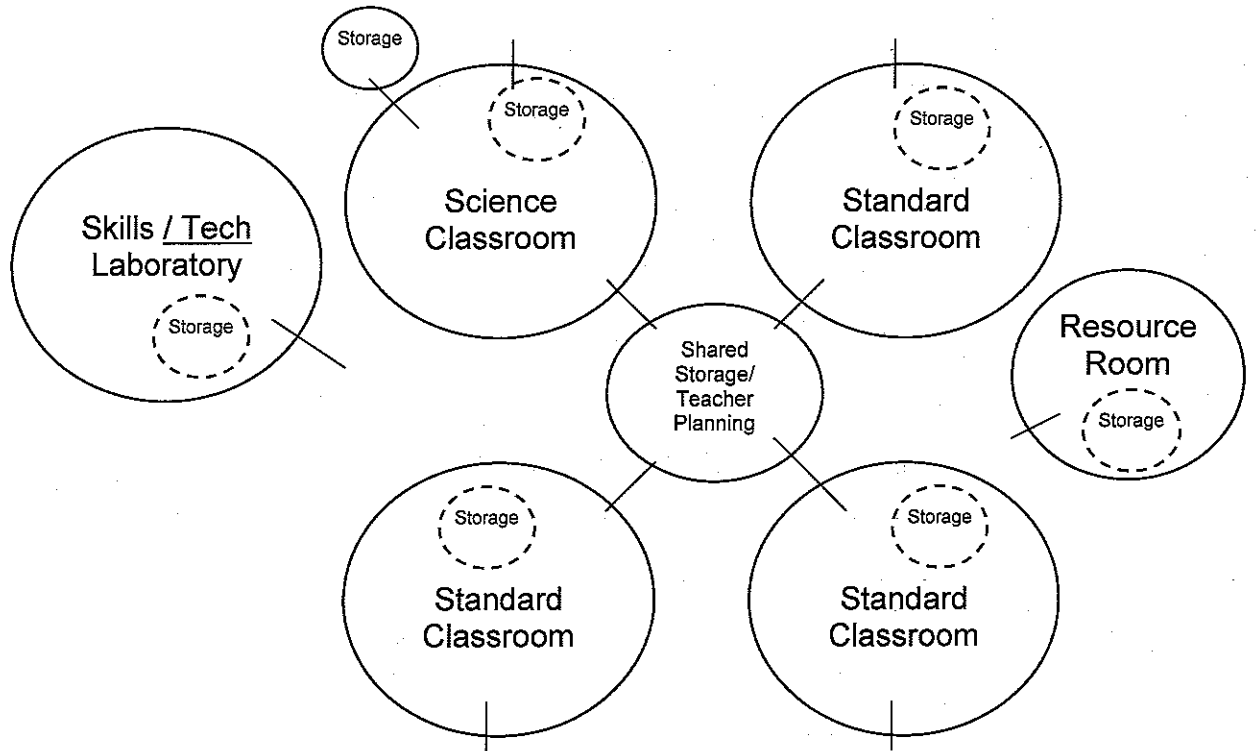 Storage
Storage
Science
Classroom
Storage
Standard
Classroom
Skills / Tech
Laboratory
Storage
Shared
Storage/
Teacher
Planning
Resource
Room
Storage
Storage
Standard
Classroom
Storage
Standard
Classroom